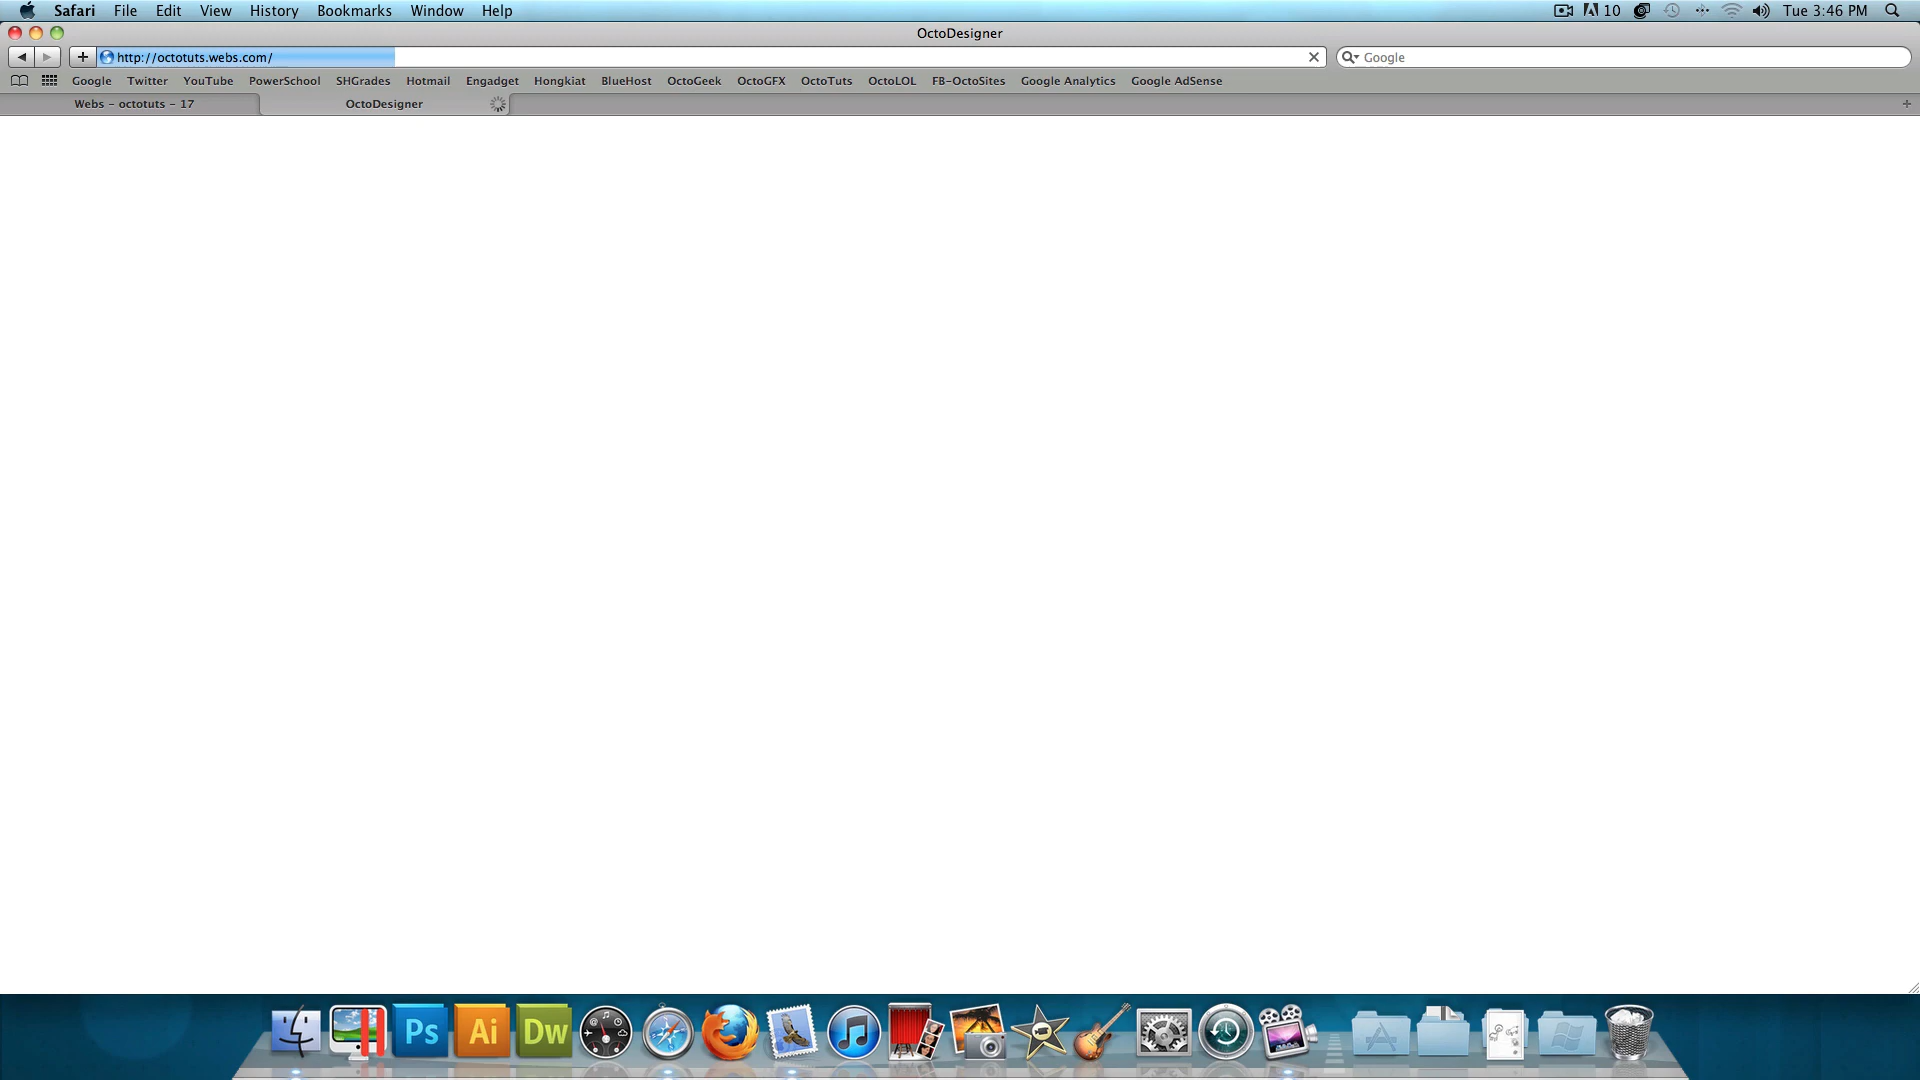 Safari File Edit View History Bookmarks Window Help 10 Tue 3:46 PM
OctoDesigner
http://octotuts.webs.com/ Google
Google Twitter YouTube PowerSchool SHGrades Hotmail Engadget Hongkiat BlueHost OctoGeek OctoGFX OctoTuts OctoLOL FB-OctoSites Google Analytics Google AdSense
Webs - octotuts - 17 OctoDesigner
Ps Ai Dw